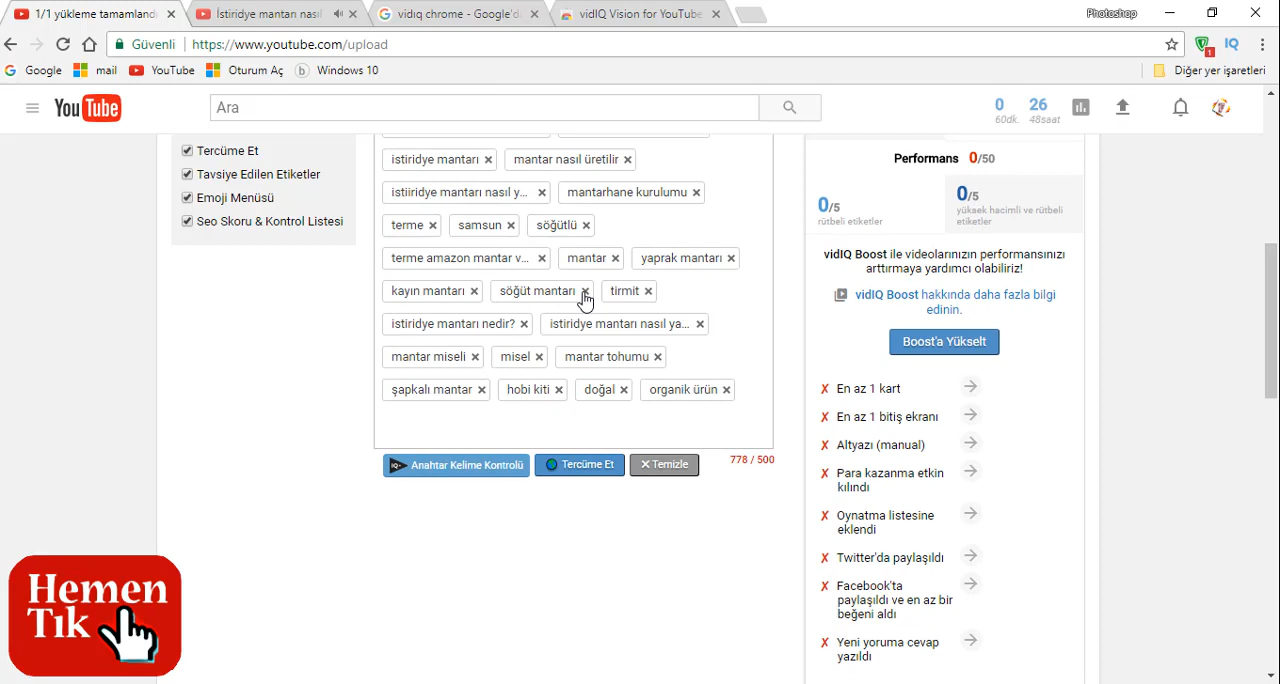 1/1 yükleme tamamland
İstiridye mantarı nasıl
vidıq chrome - Google'd
vidIQ Vision for YouTube
Photoshop
Güvenli
https://www.youtube.com/upload
IQ
1
Google
mail
YouTube
Oturum Aç
Windows 10
Diğer yer işaretleri
YouTube
Ara
0
60dk.
26
48saat
Tercüme Et
Tavsiye Edilen Etiketler
Emoji Menüsü
Seo Skoru & Kontrol Listesi
istiridye mantarı
mantar nasıl üretilir
istiiridye mantarı nasıl y...
mantarhane kurulumu
terme
samsun
söğütlü
terme amazon mantar v...
mantar
yaprak mantarı
kayın mantarı
söğüt mantarı
tirmit
istiridye mantarı nedir?
istiridye mantarı nasıl ya...
mantar miseli
misel
mantar tohumu
şapkalı mantar
hobi kiti
doğal
organik ürün
Anahtar Kelime Kontrolü
Tercüme Et
Temizle
778 / 500
Performans 0/50
0/5
rütbeli etiketler
0/5
yüksek hacimli ve rütbeli
etiketler
vidIQ Boost ile videolarınızın performansınızı
arttırmaya yardımcı olabiliriz!
vidIQ Boost hakkında daha fazla bilgi
edinin.
Boost'a Yükselt
En az 1 kart
En az 1 bitiş ekranı
Altyazı (manual)
Para kazanma etkin
kılındı
Oynatma listesine
eklendi
Twitter'da paylaşıldı
Facebook'ta
paylaşıldı ve en az bir
beğeni aldı
Yeni yoruma cevap
yazıldı
Hemen
Tık